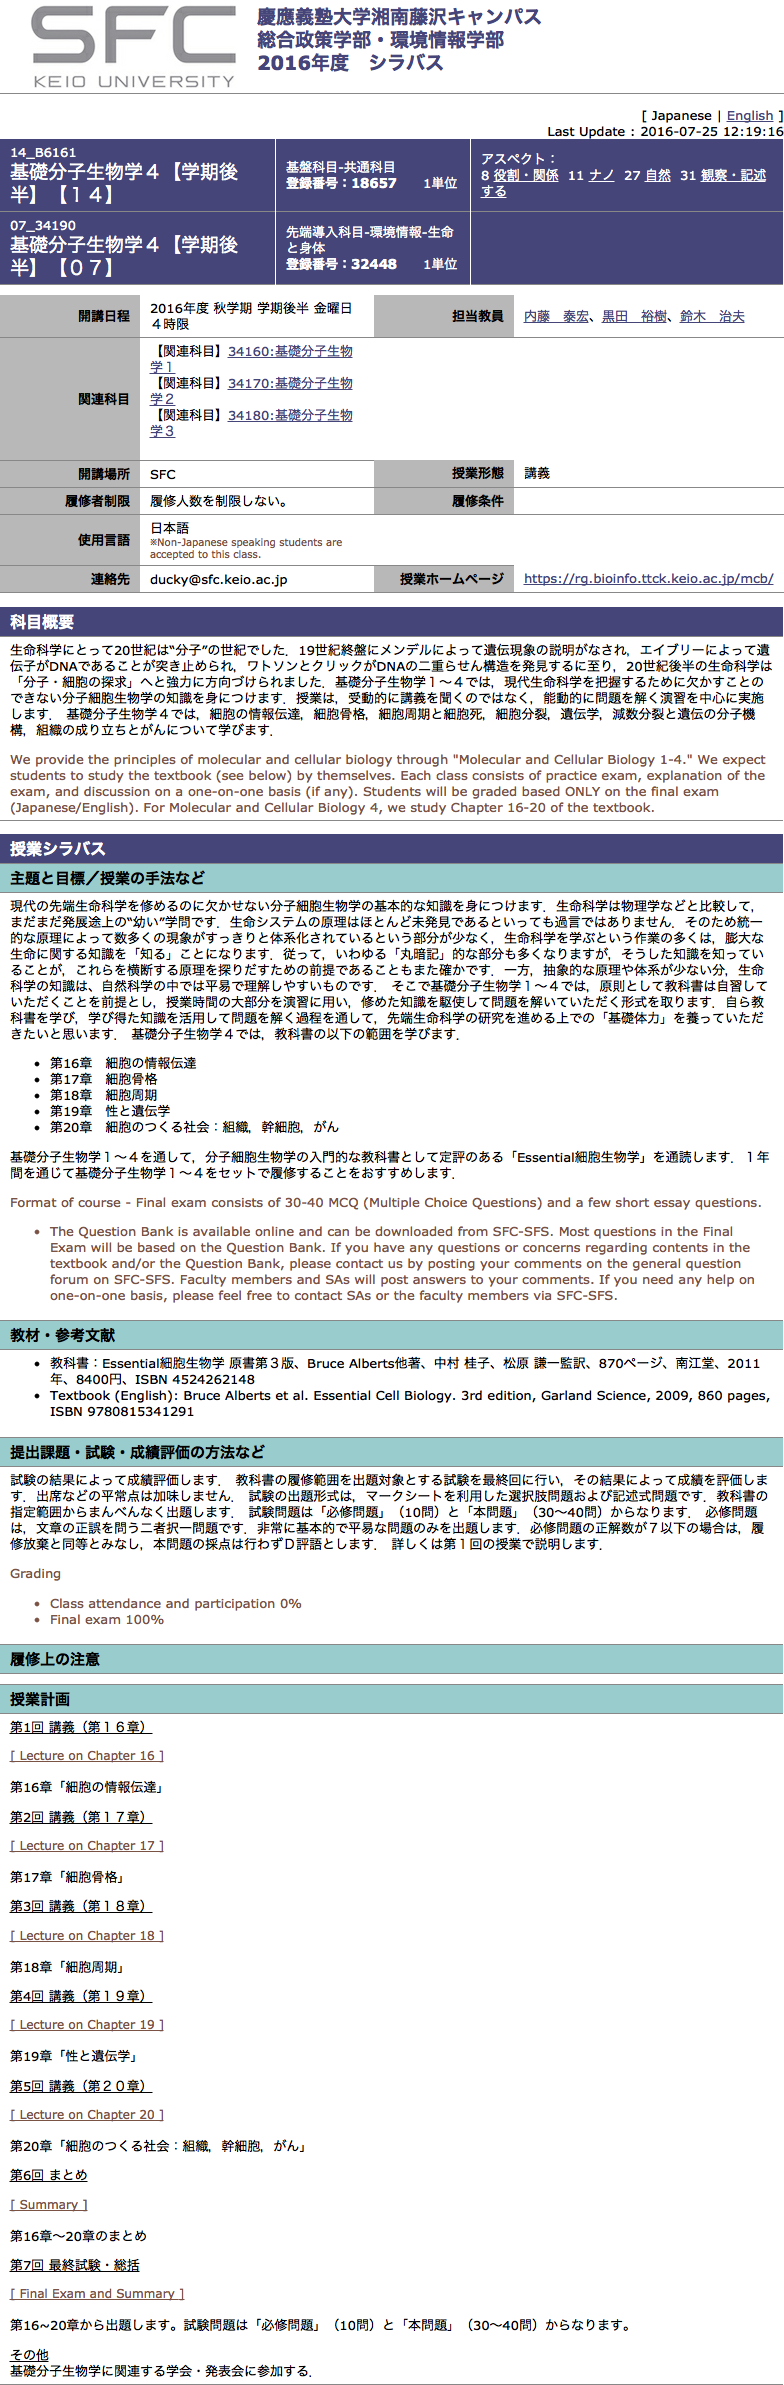 SFC
KEIO UNIVERSITY
慶應義塾大学湘南藤沢キャンパス
総合政策学部・環境情報学部
2016年度　シラバス
[ Japanese | English ]
Last Update : 2016-07-25 12:19:16
14_B6161
基礎分子生物学４【学期後
半】【１４】
基盤科目-共通科目
登録番号：18657　　1単位
アスペクト：
8 役割・関係 11 ナノ 27 自然 31 観察・記述
する
07_34190
基礎分子生物学４【学期後
半】【０７】
先端導入科目-環境情報-生命
と身体
登録番号：32448　　1単位
開講日程
2016年度 秋学期 学期後半 金曜日
４時限
担当教員
内藤　泰宏、黒田　裕樹、鈴木　治夫
関連科目
【関連科目】34160:基礎分子生物
学１
【関連科目】34170:基礎分子生物
学２
【関連科目】34180:基礎分子生物
学３
開講場所
SFC
授業形態
講義
履修者制限
履修人数を制限しない。
履修条件
使用言語
日本語
※Non-Japanese speaking students are
accepted to this class.
連絡先
ducky@sfc.keio.ac.jp
授業ホームページ
https://rg.bioinfo.ttck.keio.ac.jp/mcb/
科目概要
生命科学にとって20世紀は“分子”の世紀でした．19世紀終盤にメンデルによって遺伝現象の説明がなされ，エイブリーによって遺
伝子がDNAであることが突き止められ，ワトソンとクリックがDNAの二重らせん構造を発見するに至り，20世紀後半の生命科学は
「分子・細胞の探求」へと強力に方向づけられました．基礎分子生物学１〜４では，現代生命科学を把握するために欠かすことの
できない分子細胞生物学の知識を身につけます．授業は，受動的に講義を聞くのではなく，能動的に問題を解く演習を中心に実施
します． 基礎分子生物学４では，細胞の情報伝達，細胞骨格，細胞周期と細胞死，細胞分裂，遺伝学，減数分裂と遺伝の分子機
構，組織の成り立ちとがんについて学びます．
We provide the principles of molecular and cellular biology through "Molecular and Cellular Biology 1-4." We expect
students to study the textbook (see below) by themselves. Each class consists of practice exam, explanation of the
exam, and discussion on a one-on-one basis (if any). Students will be graded based ONLY on the final exam
(Japanese/English). For Molecular and Cellular Biology 4, we study Chapter 16-20 of the textbook.
授業シラバス
主題と目標／授業の手法など
現代の先端生命科学を修めるのに欠かせない分子細胞生物学の基本的な知識を身につけます．生命科学は物理学などと比較して，
まだまだ発展途上の“幼い”学問です．生命システムの原理はほとんど未発見であるといっても過言ではありません．そのため統一
的な原理によって数多くの現象がすっきりと体系化されているという部分が少なく，生命科学を学ぶという作業の多くは，膨大な
生命に関する知識を「知る」ことになります．従って，いわゆる「丸暗記」的な部分も多くなりますが，そうした知識を知ってい
ることが，これらを横断する原理を探りだすための前提であることもまた確かです．一方，抽象的な原理や体系が少ない分，生命
科学の知識は、自然科学の中では平易で理解しやすいものです． そこで基礎分子生物学１〜４では，原則として教科書は自習して
いただくことを前提とし，授業時間の大部分を演習に用い，修めた知識を駆使して問題を解いていただく形式を取ります．自ら教
科書を学び，学び得た知識を活用して問題を解く過程を通して，先端生命科学の研究を進める上での「基礎体力」を養っていただ
きたいと思います． 基礎分子生物学４では，教科書の以下の範囲を学びます．
• 第16章　細胞の情報伝達
• 第17章　細胞骨格
• 第18章　細胞周期
• 第19章　性と遺伝学
• 第20章　細胞のつくる社会：組織，幹細胞，がん
基礎分子生物学１〜４を通して，分子細胞生物学の入門的な教科書として定評のある「Essential細胞生物学」を通読します．１年
間を通じて基礎分子生物学１〜４をセットで履修することをおすすめします．
Format of course - Final exam consists of 30-40 MCQ (Multiple Choice Questions) and a few short essay questions.
• The Question Bank is available online and can be downloaded from SFC-SFS. Most questions in the Final
Exam will be based on the Question Bank. If you have any questions or concerns regarding contents in the
textbook and/or the Question Bank, please contact us by posting your comments on the general question
forum on SFC-SFS. Faculty members and SAs will post answers to your comments. If you need any help on
one-on-one basis, please feel free to contact SAs or the faculty members via SFC-SFS.
教材・参考文献
• 教科書：Essential細胞生物学 原書第３版、Bruce Alberts他著、中村 桂子、松原 謙一監訳、870ページ、南江堂、2011
年、8400円、ISBN 4524262148
• Textbook (English): Bruce Alberts et al. Essential Cell Biology. 3rd edition, Garland Science, 2009, 860 pages,
ISBN 9780815341291
提出課題・試験・成績評価の方法など
試験の結果によって成績評価します． 教科書の履修範囲を出題対象とする試験を最終回に行い，その結果によって成績を評価しま
す．出席などの平常点は加味しません． 試験の出題形式は，マークシートを利用した選択肢問題および記述式問題です．教科書の
指定範囲からまんべんなく出題します． 試験問題は「必修問題」（10問）と「本問題」（30〜40問）からなります． 必修問題
は，文章の正誤を問う二者択一問題です．非常に基本的で平易な問題のみを出題します．必修問題の正解数が７以下の場合は，履
修放棄と同等とみなし，本問題の採点は行わずＤ評語とします． 詳しくは第１回の授業で説明します．
Grading
• Class attendance and participation 0%
• Final exam 100%
履修上の注意
授業計画
第1回 講義（第１６章）
[ Lecture on Chapter 16 ]
第16章「細胞の情報伝達」
第2回 講義（第１７章）
[ Lecture on Chapter 17 ]
第17章「細胞骨格」
第3回 講義（第１８章）
[ Lecture on Chapter 18 ]
第18章「細胞周期」
第4回 講義（第１９章）
[ Lecture on Chapter 19 ]
第19章「性と遺伝学」
第5回 講義（第２０章）
[ Lecture on Chapter 20 ]
第20章「細胞のつくる社会：組織，幹細胞，がん」
第6回 まとめ
[ Summary ]
第16章〜20章のまとめ
第7回 最終試験・総括
[ Final Exam and Summary ]
第16~20章から出題します。試験問題は「必修問題」（10問）と「本問題」（30〜40問）からなります。
その他
基礎分子生物学に関連する学会・発表会に参加する．